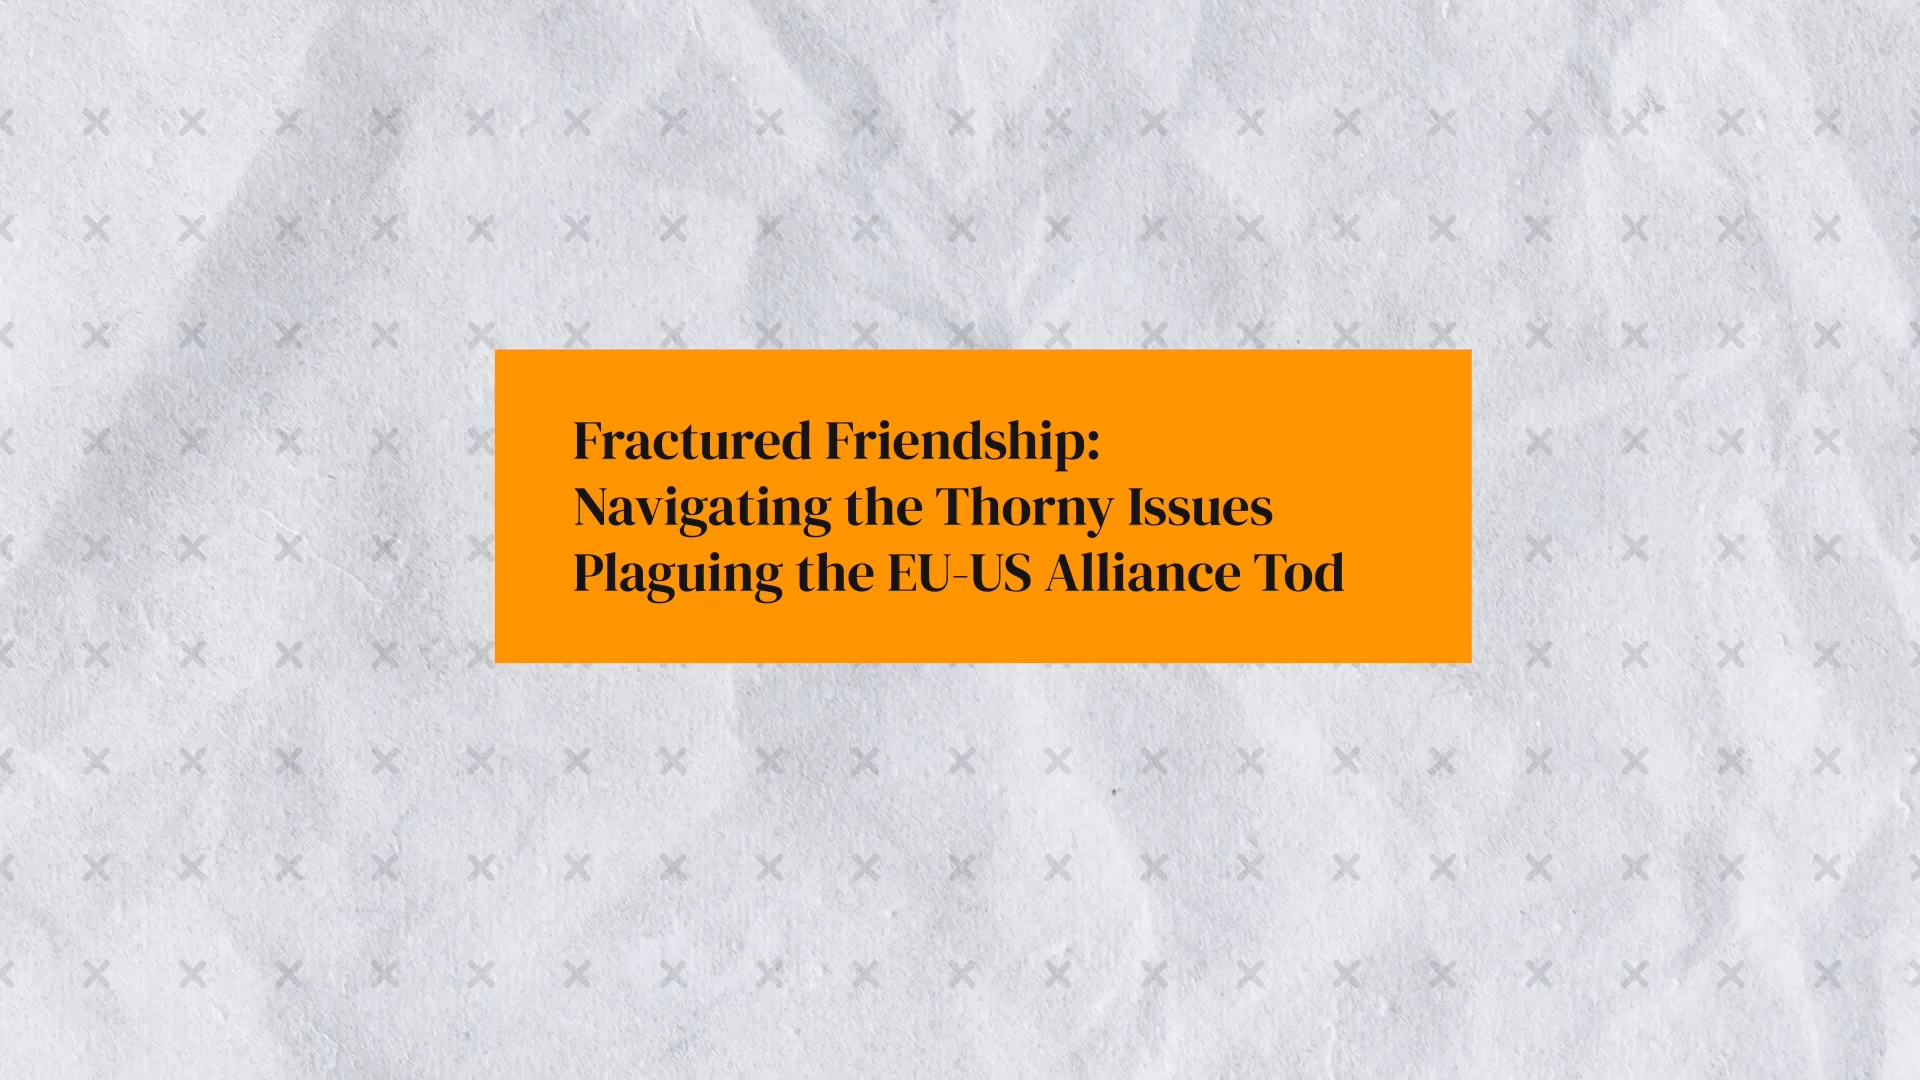 Fractured Friendship:
Navigating the Thorny Issues
Plaguing the EU-US Alliance Tod